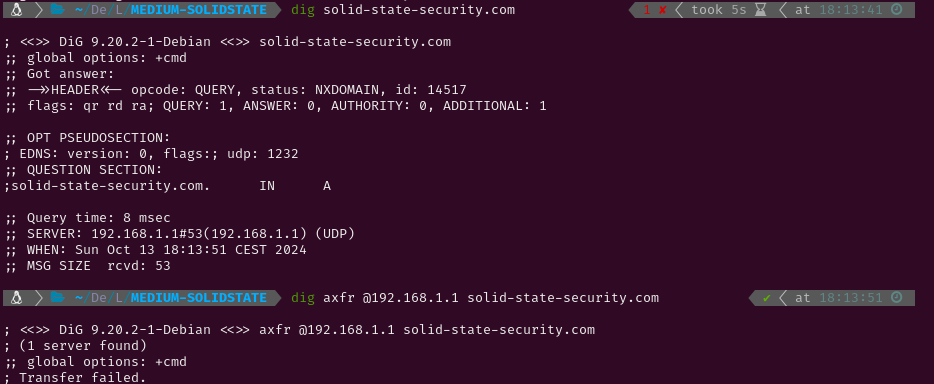 ~/De/L/MEDIUM-SOLIDSTATE dig solid-state-security.com 1 ✘ took 5s at 18:13:41
; <<>> DiG 9.20.2-1-Debian <<>> solid-state-security.com
;; global options: +cmd
;; Got answer:
;; ->>HEADER<<- opcode: QUERY, status: NXDOMAIN, id: 14517
;; flags: qr rd ra; QUERY: 1, ANSWER: 0, AUTHORITY: 0, ADDITIONAL: 1
;; OPT PSEUDOSECTION:
; EDNS: version: 0, flags:; udp: 1232
;; QUESTION SECTION:
;solid-state-security.com. IN A
;; Query time: 8 msec
;; SERVER: 192.168.1.1#53(192.168.1.1) (UDP)
;; WHEN: Sun Oct 13 18:13:51 CEST 2024
;; MSG SIZE rcvd: 53
~/De/L/MEDIUM-SOLIDSTATE dig axfr @192.168.1.1 solid-state-security.com ✔ at 18:13:51
; <<>> DiG 9.20.2-1-Debian <<>> axfr @192.168.1.1 solid-state-security.com
; (1 server found)
;; global options: +cmd
; Transfer failed.